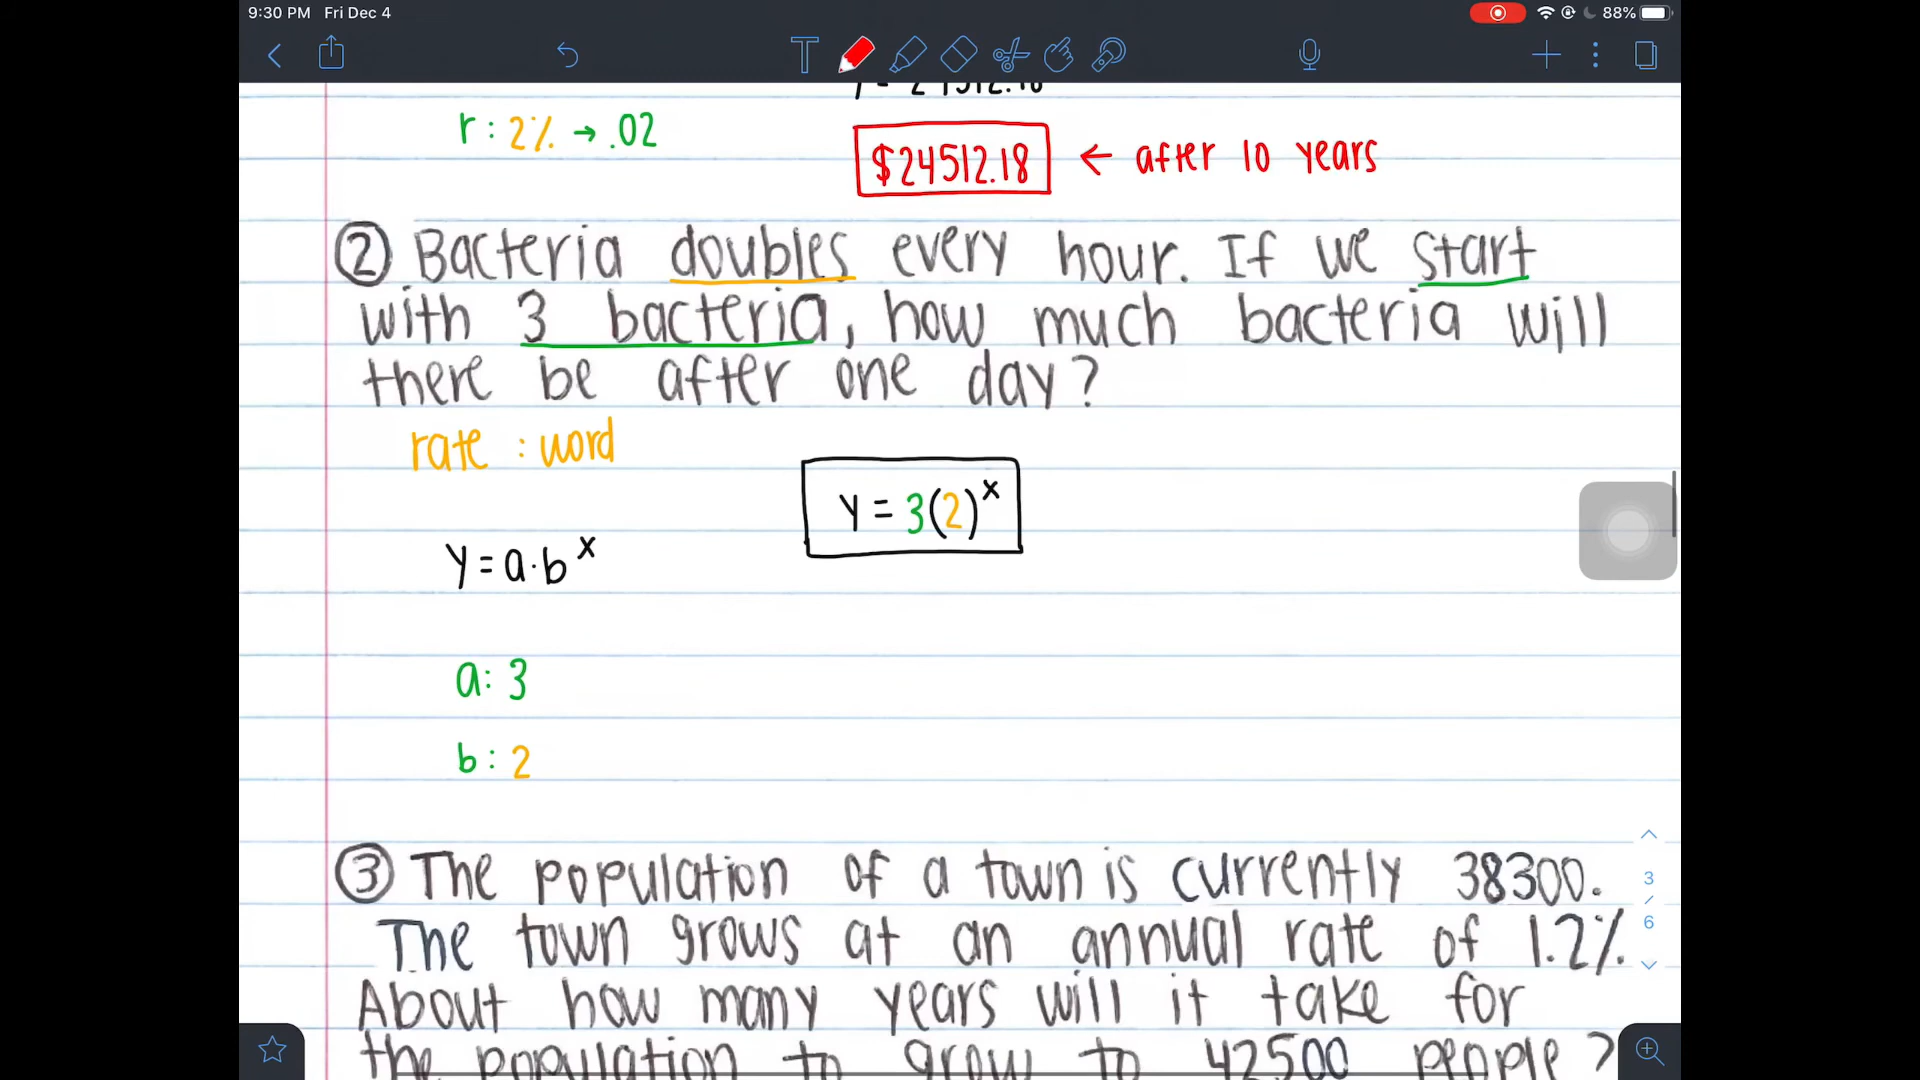 9:30 PM Fri Dec 4
88%
r: 2% → .02
$24512.18 ← after 10 years
② Bacteria doubles every hour. If we start
with 3 bacteria, how much bacteria will
there be after one day?
rate : word
y = 3(2)^x
y = a·b^x
a: 3
b: 2
③ The population of a town is currently 38300.
The town grows at an annual rate of 1.2%.
About how many years will it take for
the population to grow to 42500 people?
3
/
6